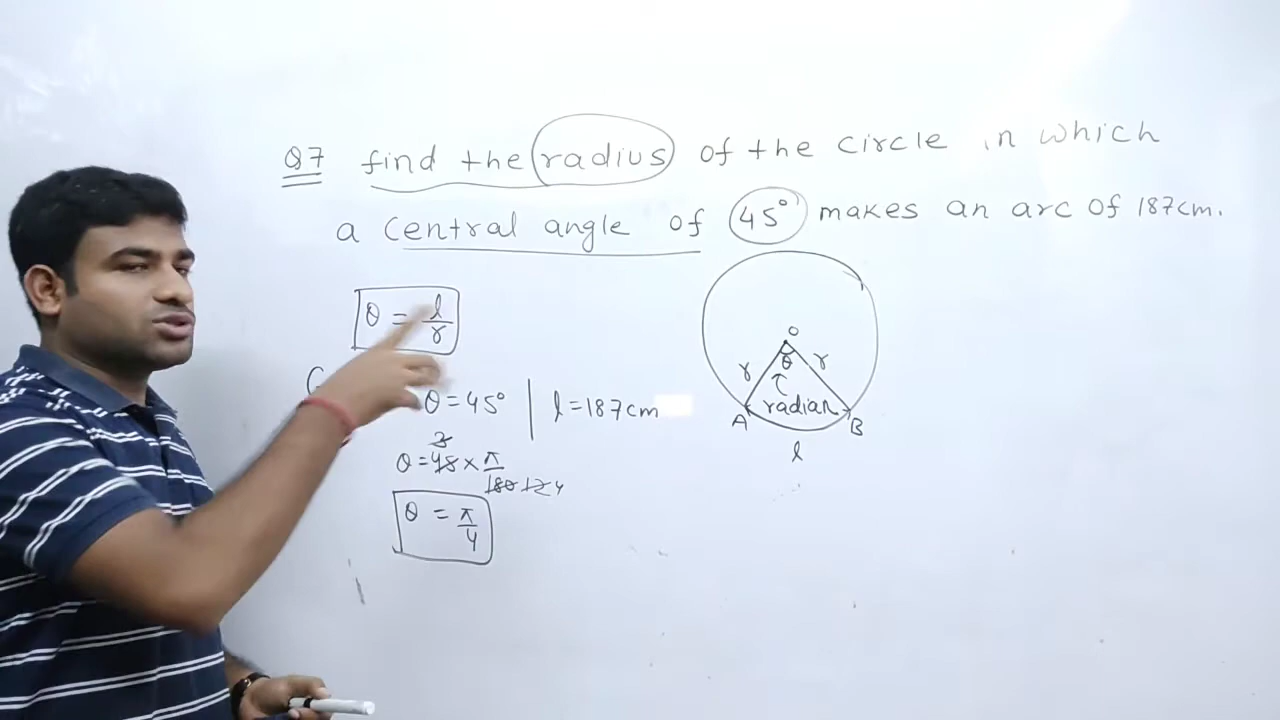 Q7 find the radius of the circle in which
a central angle of 45° makes an arc of 187cm.
θ = l/r
θ = 45° | l = 187cm
θ = 45 × π/180
θ = π/4
O
θ
r r
radian
A B
l